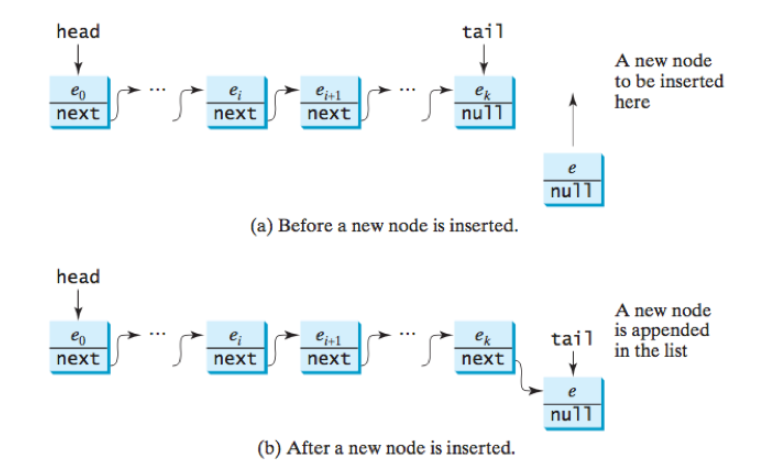 head tail
A new node
to be inserted
here
e₀ ... eᵢ eᵢ₊₁ ... eₖ
next next next null
e
null
(a) Before a new node is inserted.
head
A new node
is appended
in the list
e₀ ... eᵢ eᵢ₊₁ ... eₖ tail
next next next next
e
null
(b) After a new node is inserted.